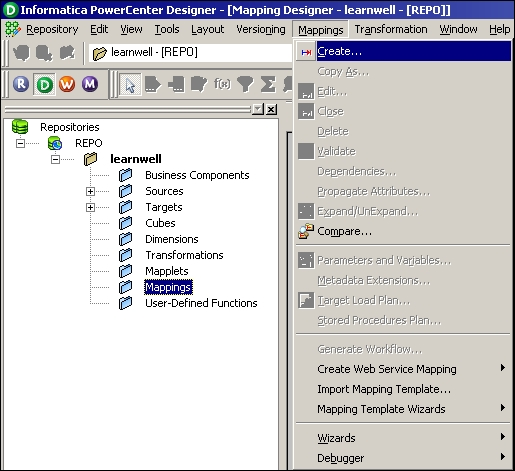 Informatica PowerCenter Designer - [Mapping Designer - learnwell - [REPO]]
Repository Edit View Tools Layout Versioning Mappings Transformation Window Help
learnwell - [REPO]
R D W M
f(x)
Repositories
REPO
learnwell
Business Components
Sources
Targets
Cubes
Dimensions
Transformations
Mapplets
Mappings
User-Defined Functions
Create...
Copy As...
Edit...
Close
Delete
Validate
Dependencies...
Propagate Attributes...
Expand/UnExpand...
Compare...
Parameters and Variables...
Metadata Extensions...
Target Load Plan...
Stored Procedures Plan...
Generate Workflow...
Create Web Service Mapping
Import Mapping Template...
Mapping Template Wizards
Wizards
Debugger